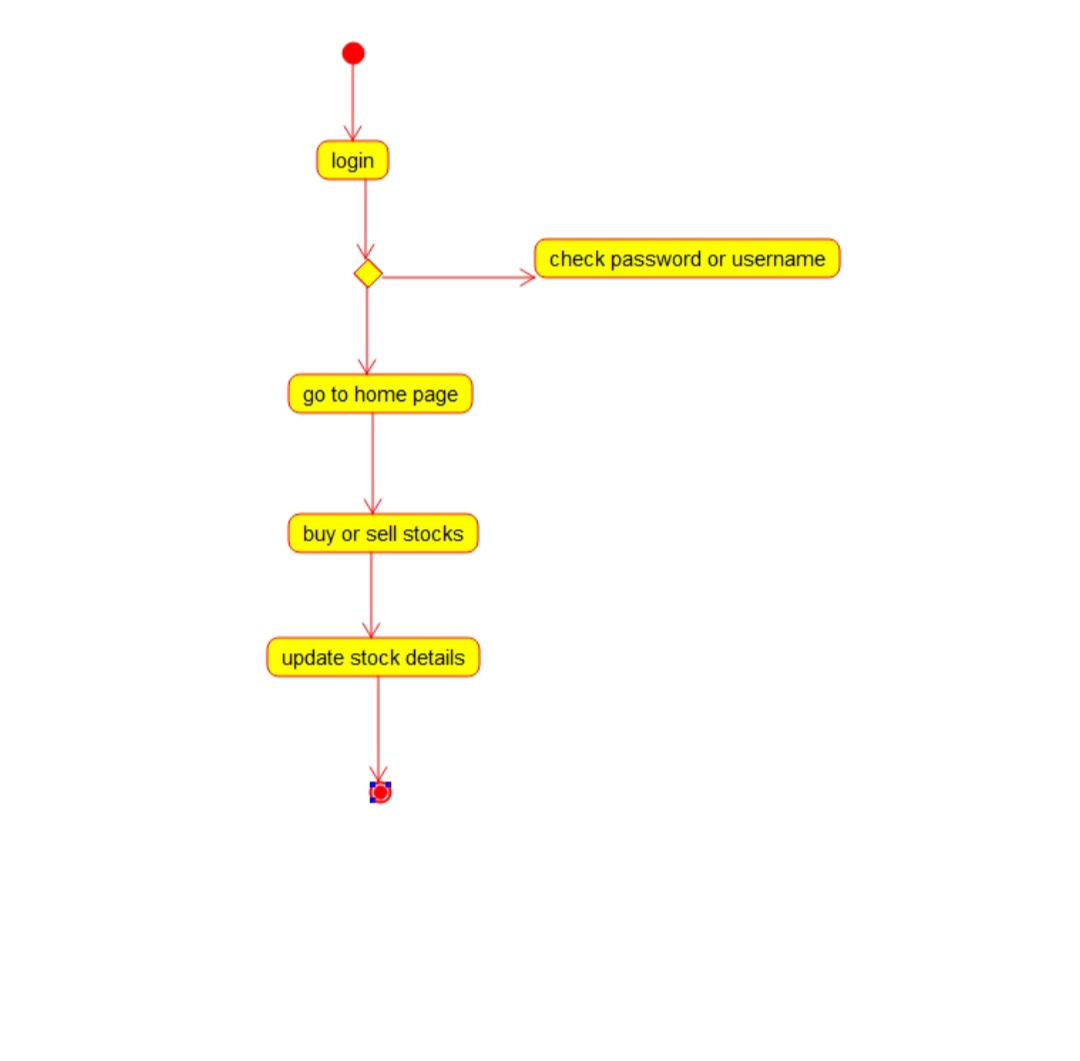 login
check password or username
go to home page
buy or sell stocks
update stock details